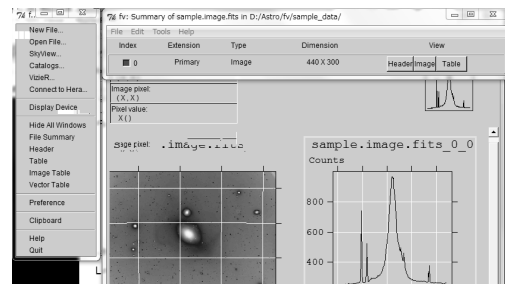 fv: Summary of sample.image.fits in D:/Astro/fv/sample_data/
File Edit Tools Help
Index Extension Type Dimension View
0 Primary Image 440 X 300 Header Image Table
New File...
Open File...
SkyView...
Catalogs...
VizieR...
Connect to Hera...
Display Device
Hide All Windows
File Summary
Header
Table
Image Table
Vector Table
Preference
Clipboard
Help
Quit
Image pixel:
(X,X)
Pixel value:
X()
.image.fits
sample.image.fits_0_0
Counts
800
600
400